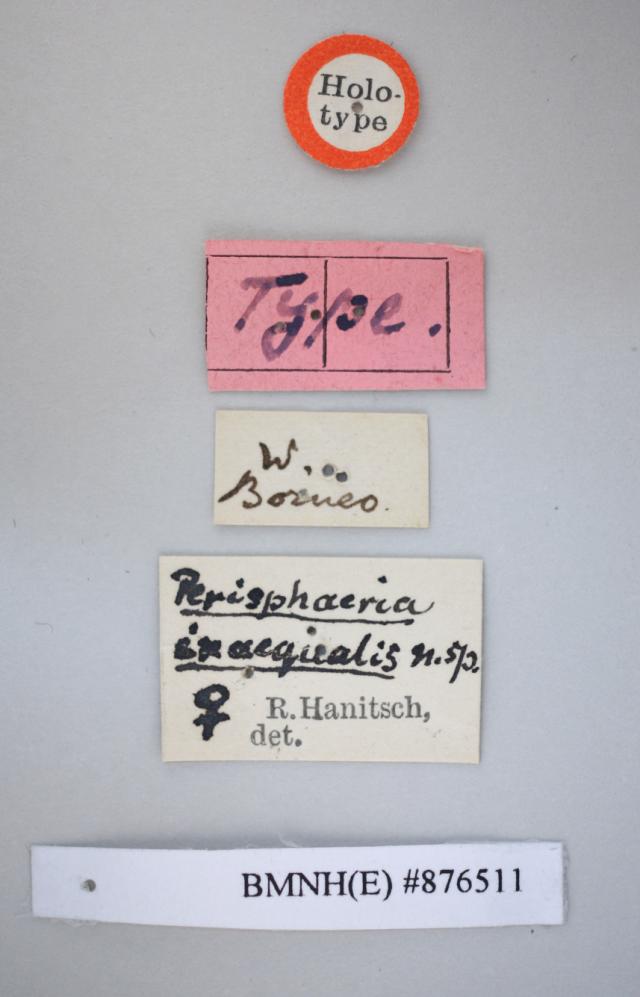 Holo-
type
Type.
W.
Borneo.
Perisphaeria
inaequalis n.sp.
♀ R. Hanitsch,
det.
BMNH(E) #876511